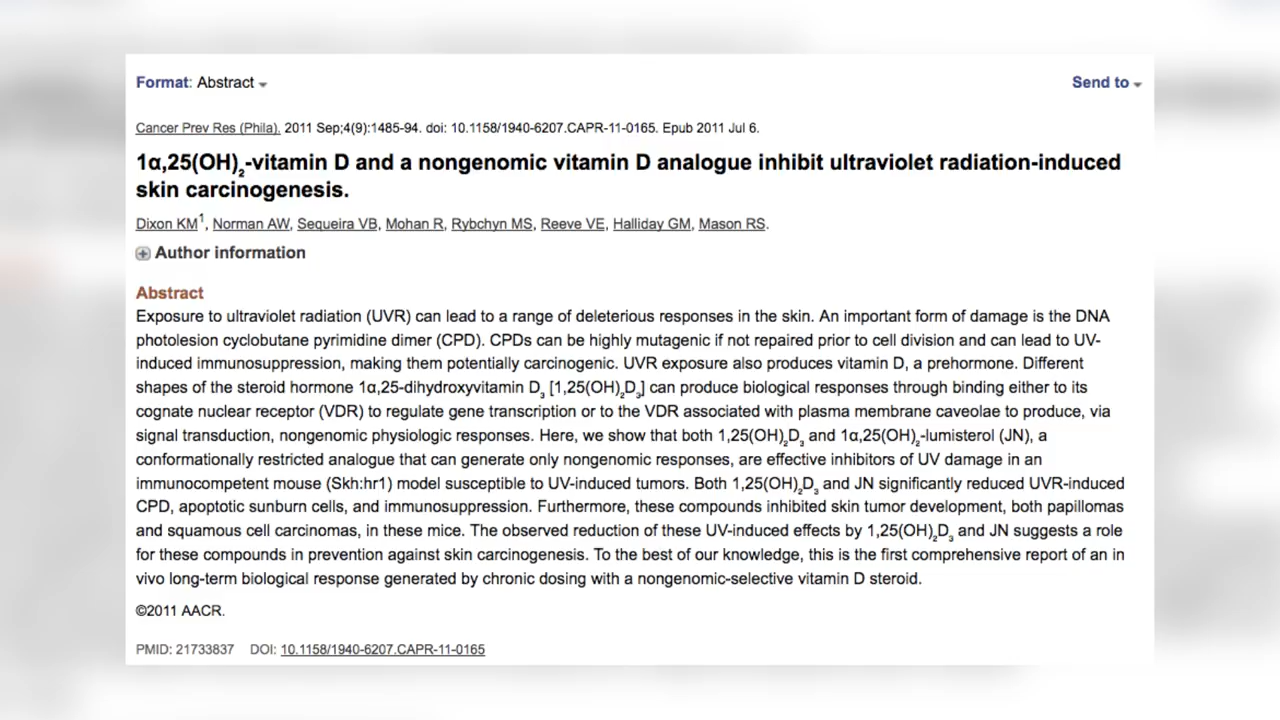 Format: Abstract
Send to
Cancer Prev Res (Phila). 2011 Sep;4(9):1485-94. doi: 10.1158/1940-6207.CAPR-11-0165. Epub 2011 Jul 6.
1α,25(OH)₂-vitamin D and a nongenomic vitamin D analogue inhibit ultraviolet radiation-induced
skin carcinogenesis.
Dixon KM¹, Norman AW, Sequeira VB, Mohan R, Rybchyn MS, Reeve VE, Halliday GM, Mason RS.
Author information
Abstract
Exposure to ultraviolet radiation (UVR) can lead to a range of deleterious responses in the skin. An important form of damage is the DNA
photolesion cyclobutane pyrimidine dimer (CPD). CPDs can be highly mutagenic if not repaired prior to cell division and can lead to UV-
induced immunosuppression, making them potentially carcinogenic. UVR exposure also produces vitamin D, a prehormone. Different
shapes of the steroid hormone 1α,25-dihydroxyvitamin D₃ [1,25(OH)₂D₃] can produce biological responses through binding either to its
cognate nuclear receptor (VDR) to regulate gene transcription or to the VDR associated with plasma membrane caveolae to produce, via
signal transduction, nongenomic physiologic responses. Here, we show that both 1,25(OH)₂D₃ and 1α,25(OH)₂-lumisterol (JN), a
conformationally restricted analogue that can generate only nongenomic responses, are effective inhibitors of UV damage in an
immunocompetent mouse (Skh:hr1) model susceptible to UV-induced tumors. Both 1,25(OH)₂D₃ and JN significantly reduced UVR-induced
CPD, apoptotic sunburn cells, and immunosuppression. Furthermore, these compounds inhibited skin tumor development, both papillomas
and squamous cell carcinomas, in these mice. The observed reduction of these UV-induced effects by 1,25(OH)₂D₃ and JN suggests a role
for these compounds in prevention against skin carcinogenesis. To the best of our knowledge, this is the first comprehensive report of an in
vivo long-term biological response generated by chronic dosing with a nongenomic-selective vitamin D steroid.
©2011 AACR.
PMID: 21733837 DOI: 10.1158/1940-6207.CAPR-11-0165